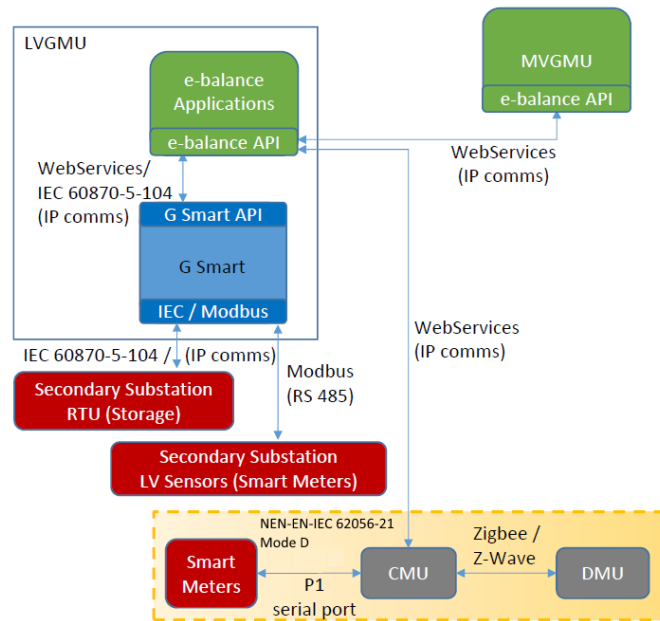 LVGMU
e-balance
Applications
e-balance API
MVGMU
e-balance API
WebServices/
IEC 60870-5-104
(IP comms)
WebServices
(IP comms)
G Smart API
G Smart
IEC / Modbus
WebServices
(IP comms)
IEC 60870-5-104 / (IP comms)
Modbus
(RS 485)
Secondary Substation
RTU (Storage)
Secondary Substation
LV Sensors (Smart Meters)
NEN-EN-IEC 62056-21
Mode D
Smart
Meters
P1
serial port
CMU
Zigbee /
Z-Wave
DMU